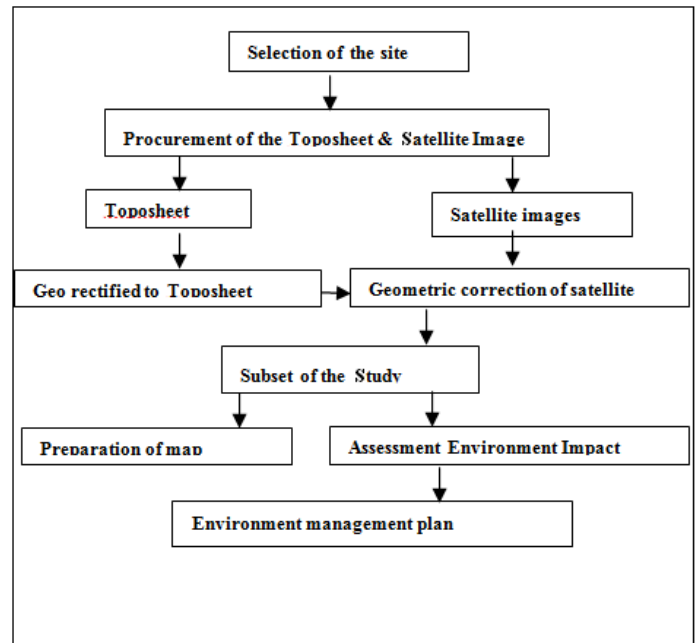 Selection of the site
Procurement of the Toposheet & Satellite Image
Toposheet
Satellite images
Geo rectified to Toposheet
Geometric correction of satellite
Subset of the Study
Preparation of map
Assessment Environment Impact
Environment management plan